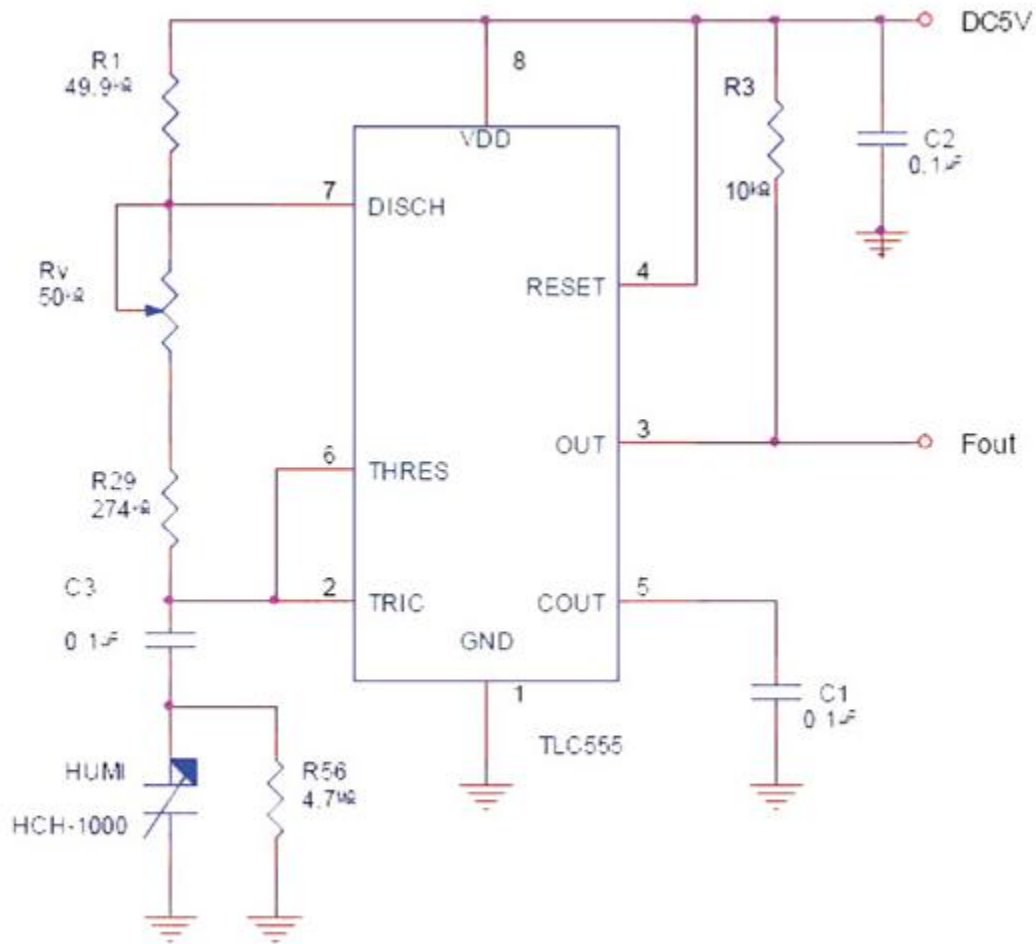 DC5V
R1
49.9kΩ
8
VDD
R3
10kΩ
C2
0.1μF
7
DISCH
Rv
50kΩ
4
RESET
6
THRES
3
OUT
Fout
R29
274kΩ
C3
0.1μF
2
TRIC
5
COUT
GND
1
C1
0.1μF
TLC555
HUMI
HCH-1000
R56
4.7MΩ